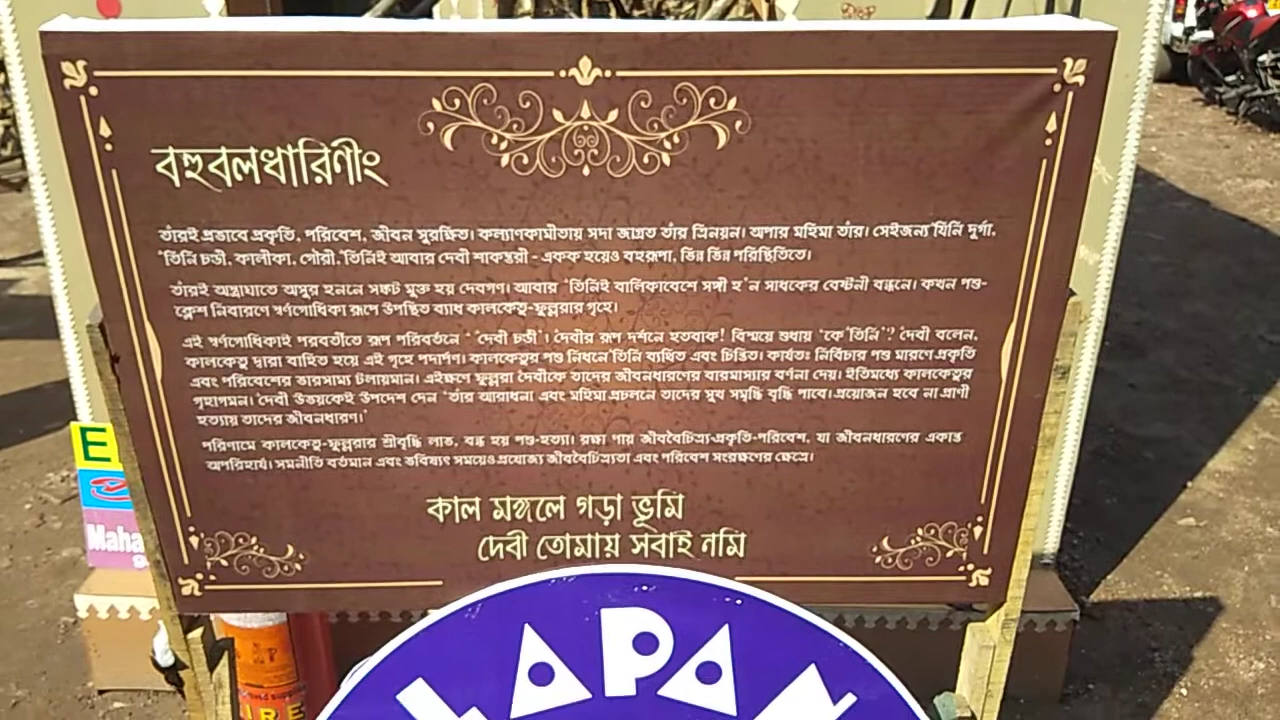 বহুবলধারিণীং
তাঁরই প্রভাবে প্রকৃতি, পরিবেশ, জীবন সুরক্ষিত। কল্যাণকামীতায় সদা জাগ্রত তাঁর ত্রিনয়ন। অপার মহিমা তাঁর। সেইজন্য যিনি দুর্গা,
তিনি চণ্ডী, কালীকা, গৌরী, তিনিই আবার দেবী শাকম্ভরী - একক হয়েও বহুরূপা, ভিন্ন ভিন্ন পরিস্থিতিতে।
তাঁরই অস্ত্রাঘাতে অসুর হননে সঙ্কট মুক্ত হয় দেবগণ। আবার তিনিই বালিকাবেশে সঙ্গী হ'ন সাধকের বেষ্টনী বন্ধনে। কখন পশু-
ক্লেশ নিবারণে স্বর্ণগোধিকা রূপে উপস্থিত ব্যাধ কালকেতু-ফুল্লরার গৃহে।
এই স্বর্ণগোধিকাই পরবর্তীতে রূপ পরিবর্তনে 'দেবী চণ্ডী'। দেবীর রূপ দর্শনে হতবাক! বিস্ময়ে শুধায় 'কে তিনি'? দেবী বলেন,
কালকেতু দ্বারা বাহিত হয়ে এই গৃহে পদার্পণ। কালকেতুর পশু নিধনে তিনি ব্যথিত এবং চিন্তিত। কার্যতঃ নির্বিচার পশু মারণে প্রকৃতি
এবং পরিবেশের ভারসাম্য টলায়মান। এইক্ষণে ফুল্লরা দেবীকে তাদের জীবনধারণের বারমাস্যার বর্ণনা দেয়। ইতিমধ্যে কালকেতুর
গৃহাগমন। দেবী উভয়কেই উপদেশ দেন 'তাঁর আরাধনা এবং মহিমা প্রচলনে তাদের সুখ সমৃদ্ধি বৃদ্ধি পাবে। প্রয়োজন হবে না প্রাণী
হত্যায় তাদের জীবনধারণ।'
পরিণামে কালকেতু-ফুল্লরার শ্রীবৃদ্ধি লাভ, বন্ধ হয় পশু-হত্যা। রক্ষা পায় জীববৈচিত্র্য-প্রকৃতি-পরিবেশ, যা জীবনধারণের একান্ত
অপরিহার্য। সমনীতি বর্তমান এবং ভবিষ্যৎ সময়েও প্রযোজ্য জীববৈচিত্র্যতা এবং পরিবেশ সংরক্ষণের ক্ষেত্রে।
কাল মঙ্গলে গড়া ভূমি
দেবী তোমায় সবাই নমি
E
Maha